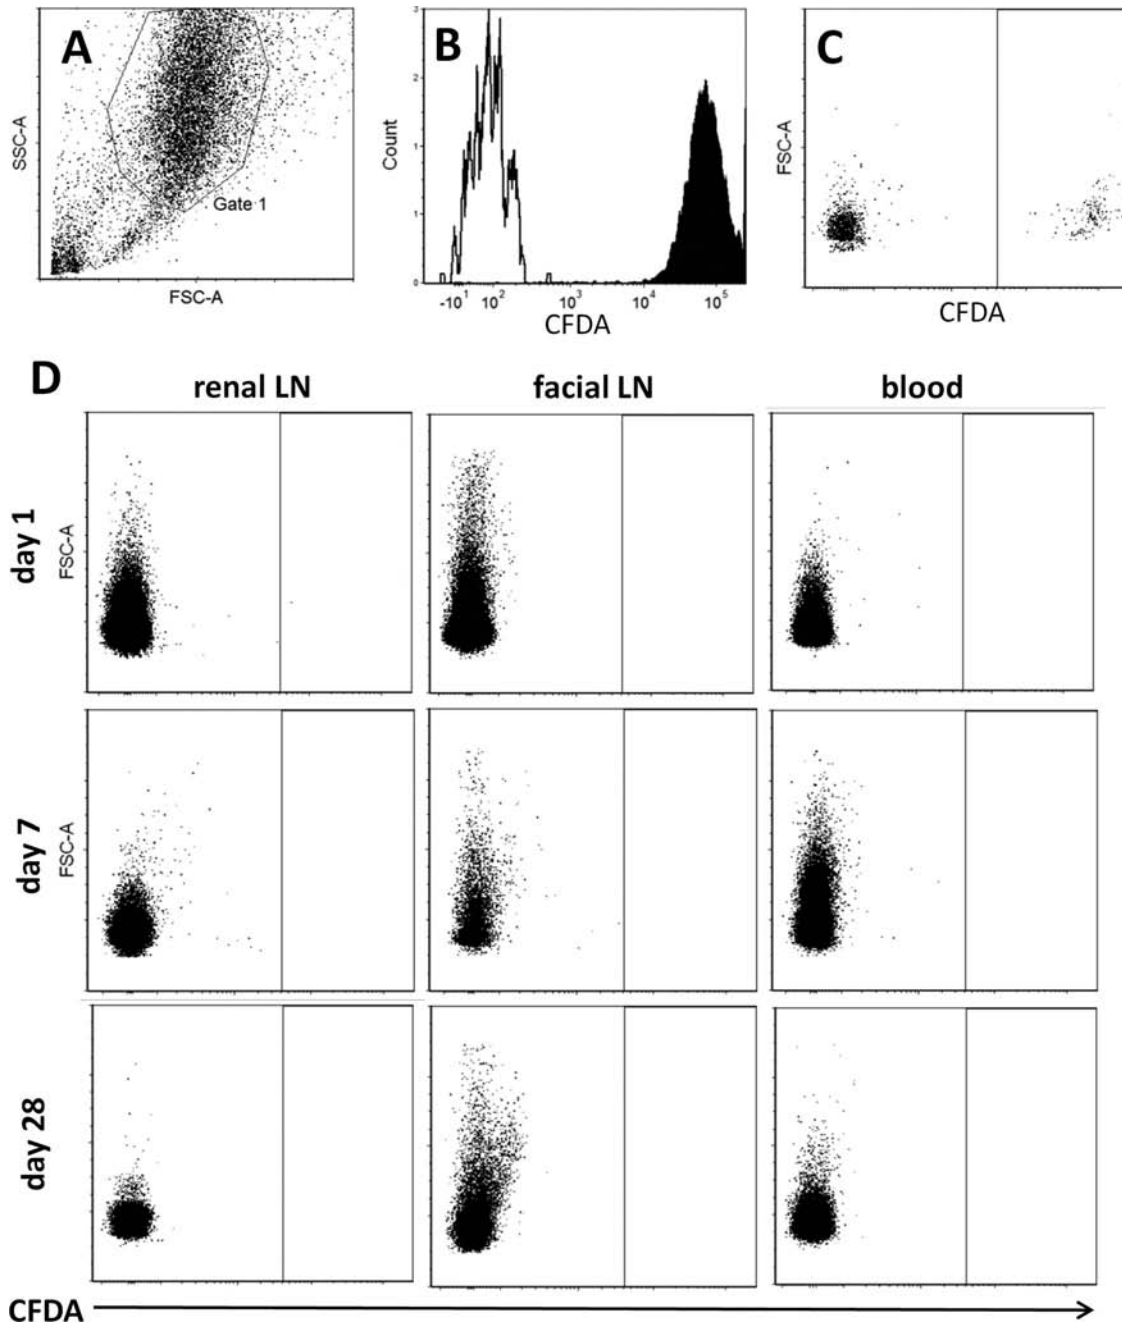 A
SSC-A
Gate 1
FSC-A
B
3
2
1
1
0
Count
-10¹ 10² 10³ 10⁴ 10⁵
CFDA
C
FSC-A
CFDA
D
renal LN facial LN blood
day 1
FSC-A
day 7
FSC-A
day 28
CFDA